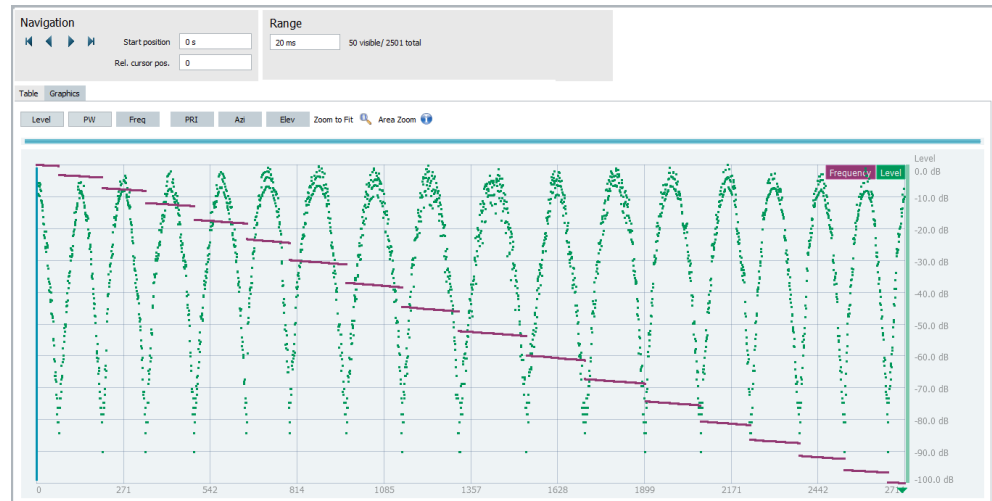 Navigation
Start position 0 s
Rel. cursor pos. 0
Range
20 ms 50 visible/ 2501 total
Table Graphics
Level PW Freq PRI Azi Elev Zoom to Fit Area Zoom
Level
Frequency Level 0.0 dB
-10.0 dB
-20.0 dB
-30.0 dB
-40.0 dB
-50.0 dB
-60.0 dB
-70.0 dB
-80.0 dB
-90.0 dB
-100.0 dB
0 271 542 814 1085 1357 1628 1899 2171 2442